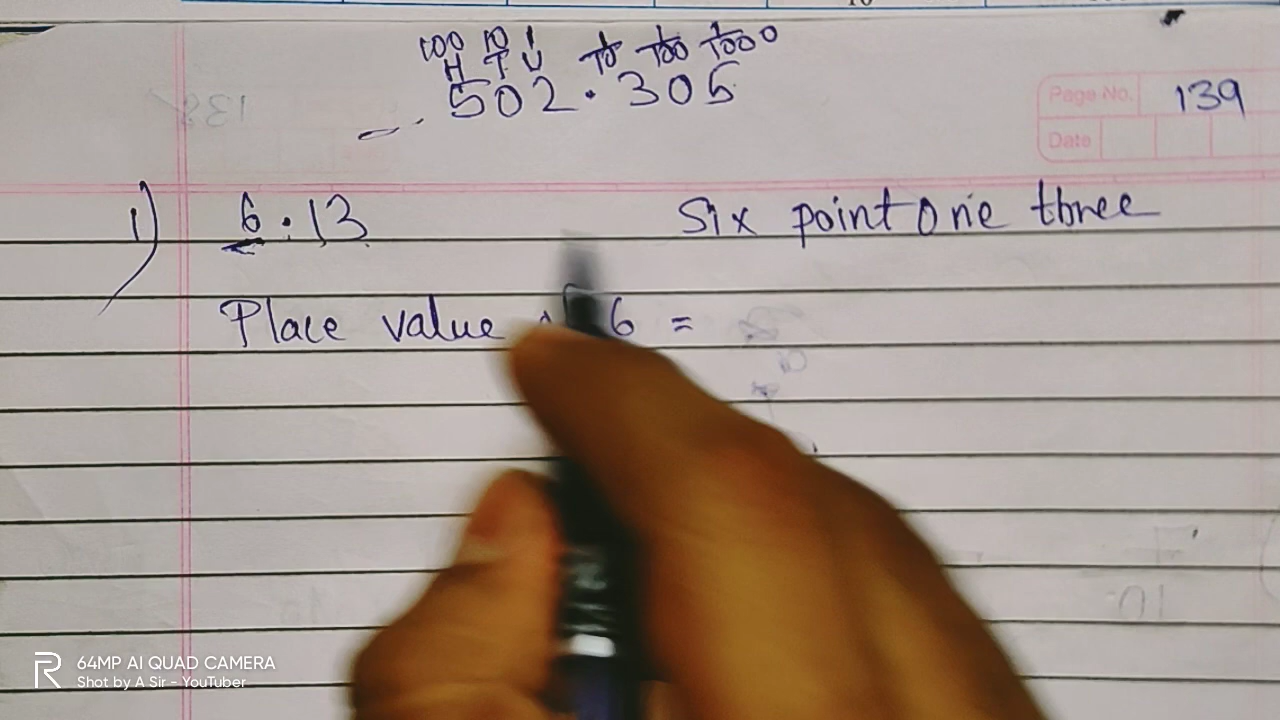 100 10 1 1/10 1/100 1/1000
H T U
502.305
Page No. 139
Date
1) 6.13 Six point one three
Place value 6 =
10
64MP AI QUAD CAMERA
Shot by A Sir - YouTuber